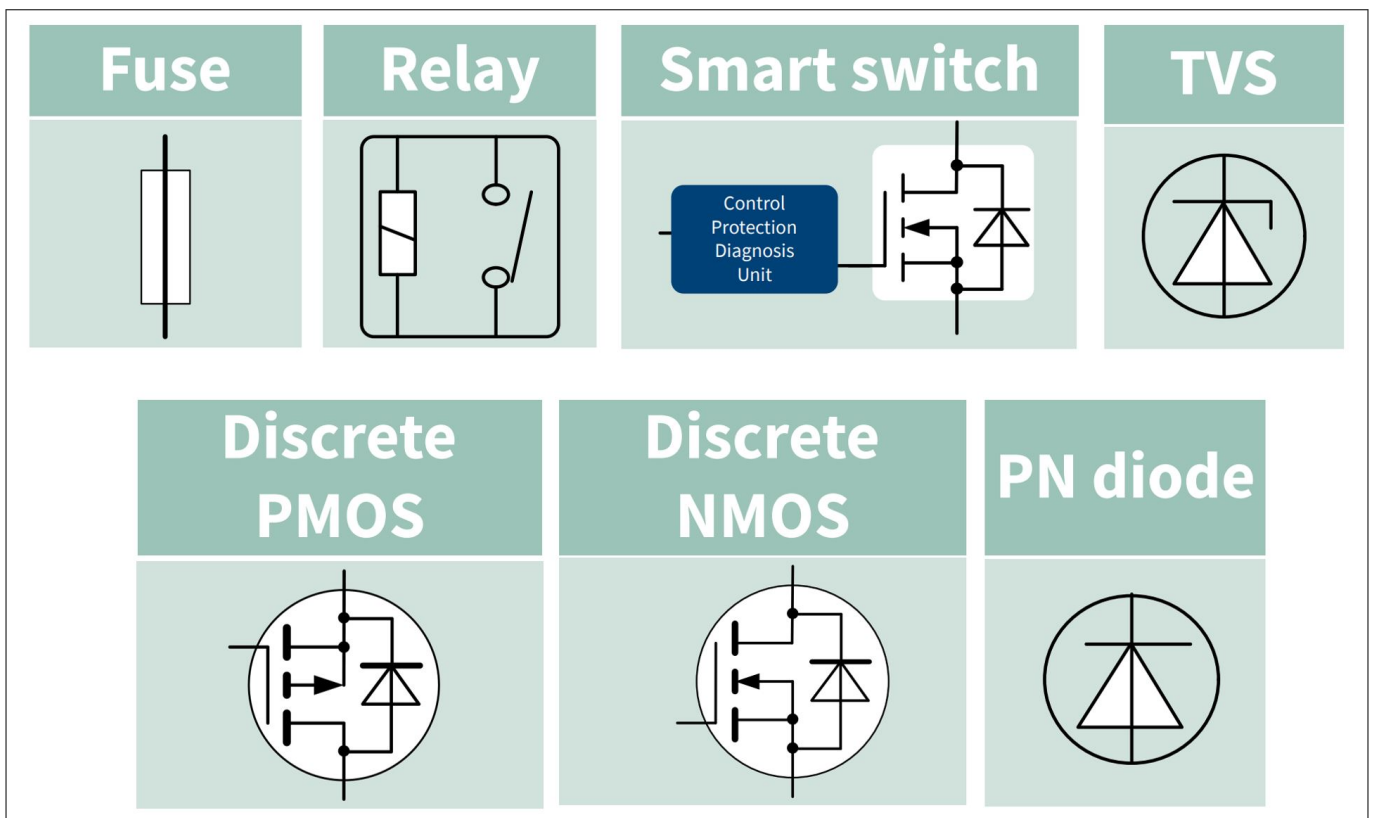 Fuse
Relay
Smart switch
TVS
Control
Protection
Diagnosis
Unit
Discrete
PMOS
Discrete
NMOS
PN diode